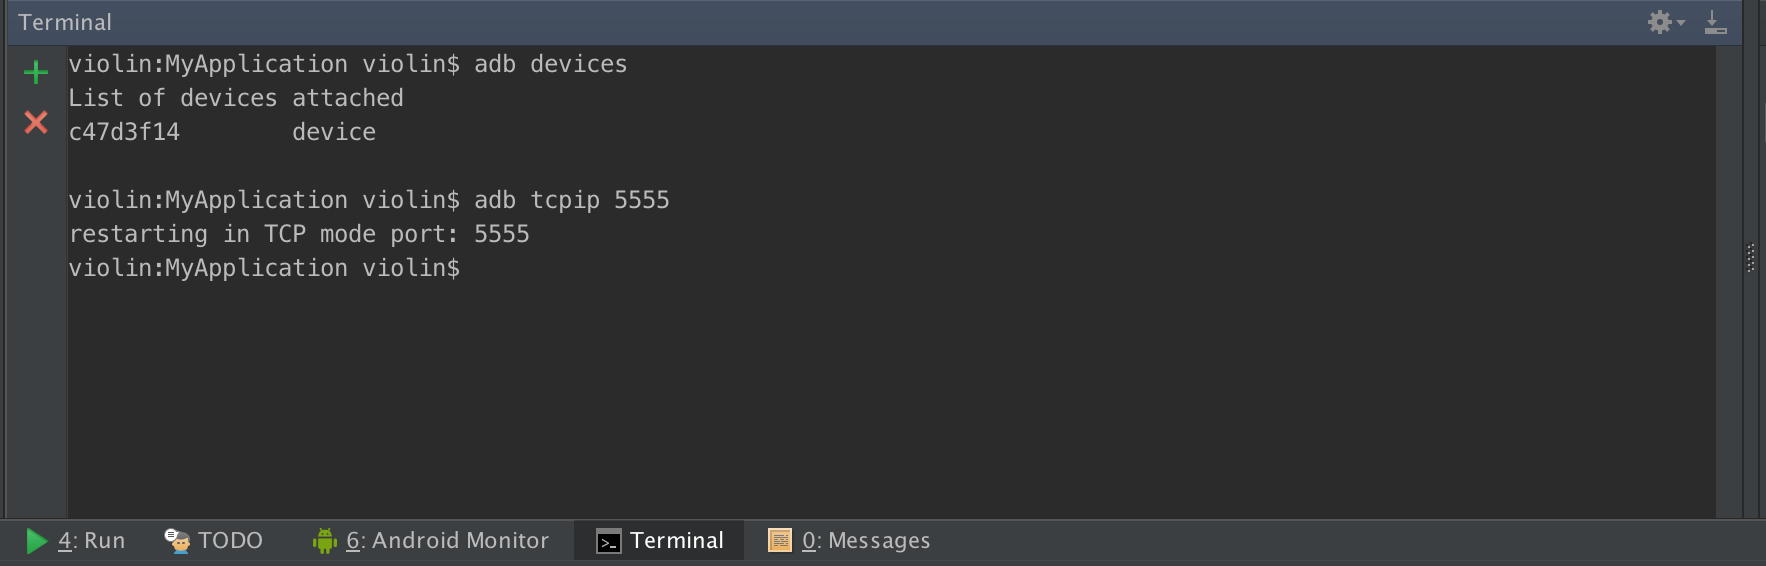 Terminal
violin:MyApplication violin$ adb devices
List of devices attached
c47d3f14        device
violin:MyApplication violin$ adb tcpip 5555
restarting in TCP mode port: 5555
violin:MyApplication violin$
4: Run TODO 6: Android Monitor Terminal 0: Messages